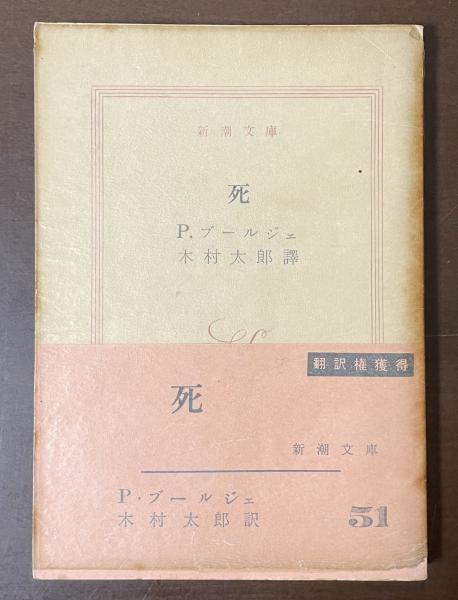 新潮文庫
死
P. ブールジェ
木村太郎譯
翻訳権獲得
死
新潮文庫
P・ブールジェ
木村太郎訳
51